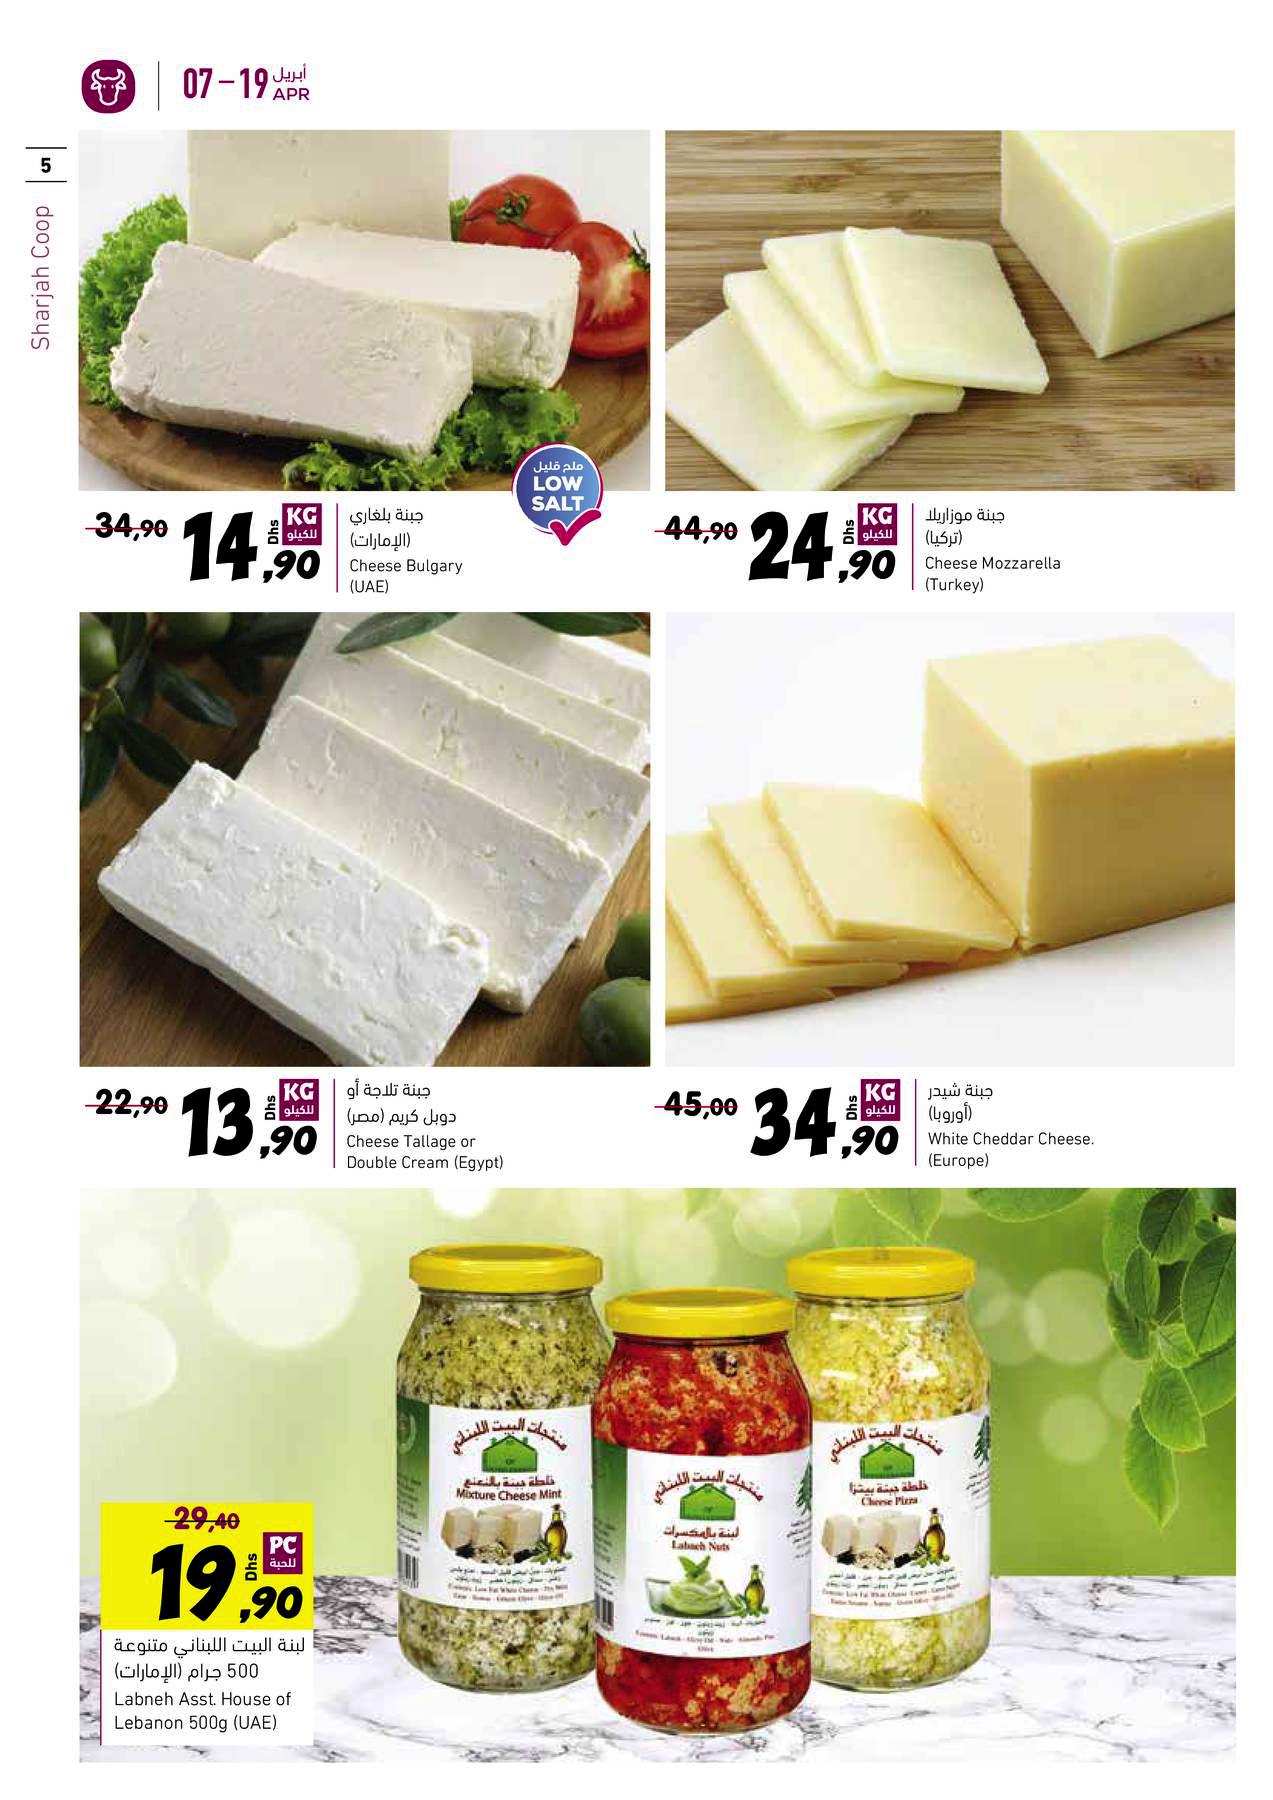 07 – 19 أبريل
APR
5
Sharjah Coop
ملح قليل
LOW
SALT
34,90
14,90 Dhs
KG
للكيلو
جبنة بلغاري
(الإمارات)
Cheese Bulgary
(UAE)
44,90
24,90 Dhs
KG
للكيلو
جبنة موزاريلا
(تركيا)
Cheese Mozzarella
(Turkey)
22,90
13,90 Dhs
KG
للكيلو
جبنة تلاجة أو
دوبل كريم (مصر)
Cheese Tallage or
Double Cream (Egypt)
45,00
34,90 Dhs
KG
للكيلو
جبنة شيدر
(أوروبا)
White Cheddar Cheese.
(Europe)
منتجات البيت اللبناني
خلطة جبنة بالنعنع
Mixture Cheese Mint
منتجات البيت اللبناني
لبنة بالمكسرات
Labneh Nuts
منتجات البيت اللبناني
خلطة جبنة بيتزا
Cheese Pizza
29,40
19,90 Dhs
PC
للحبة
لبنة البيت اللبناني متنوعة
500 جرام (الإمارات)
Labneh Asst. House of
Lebanon 500g (UAE)